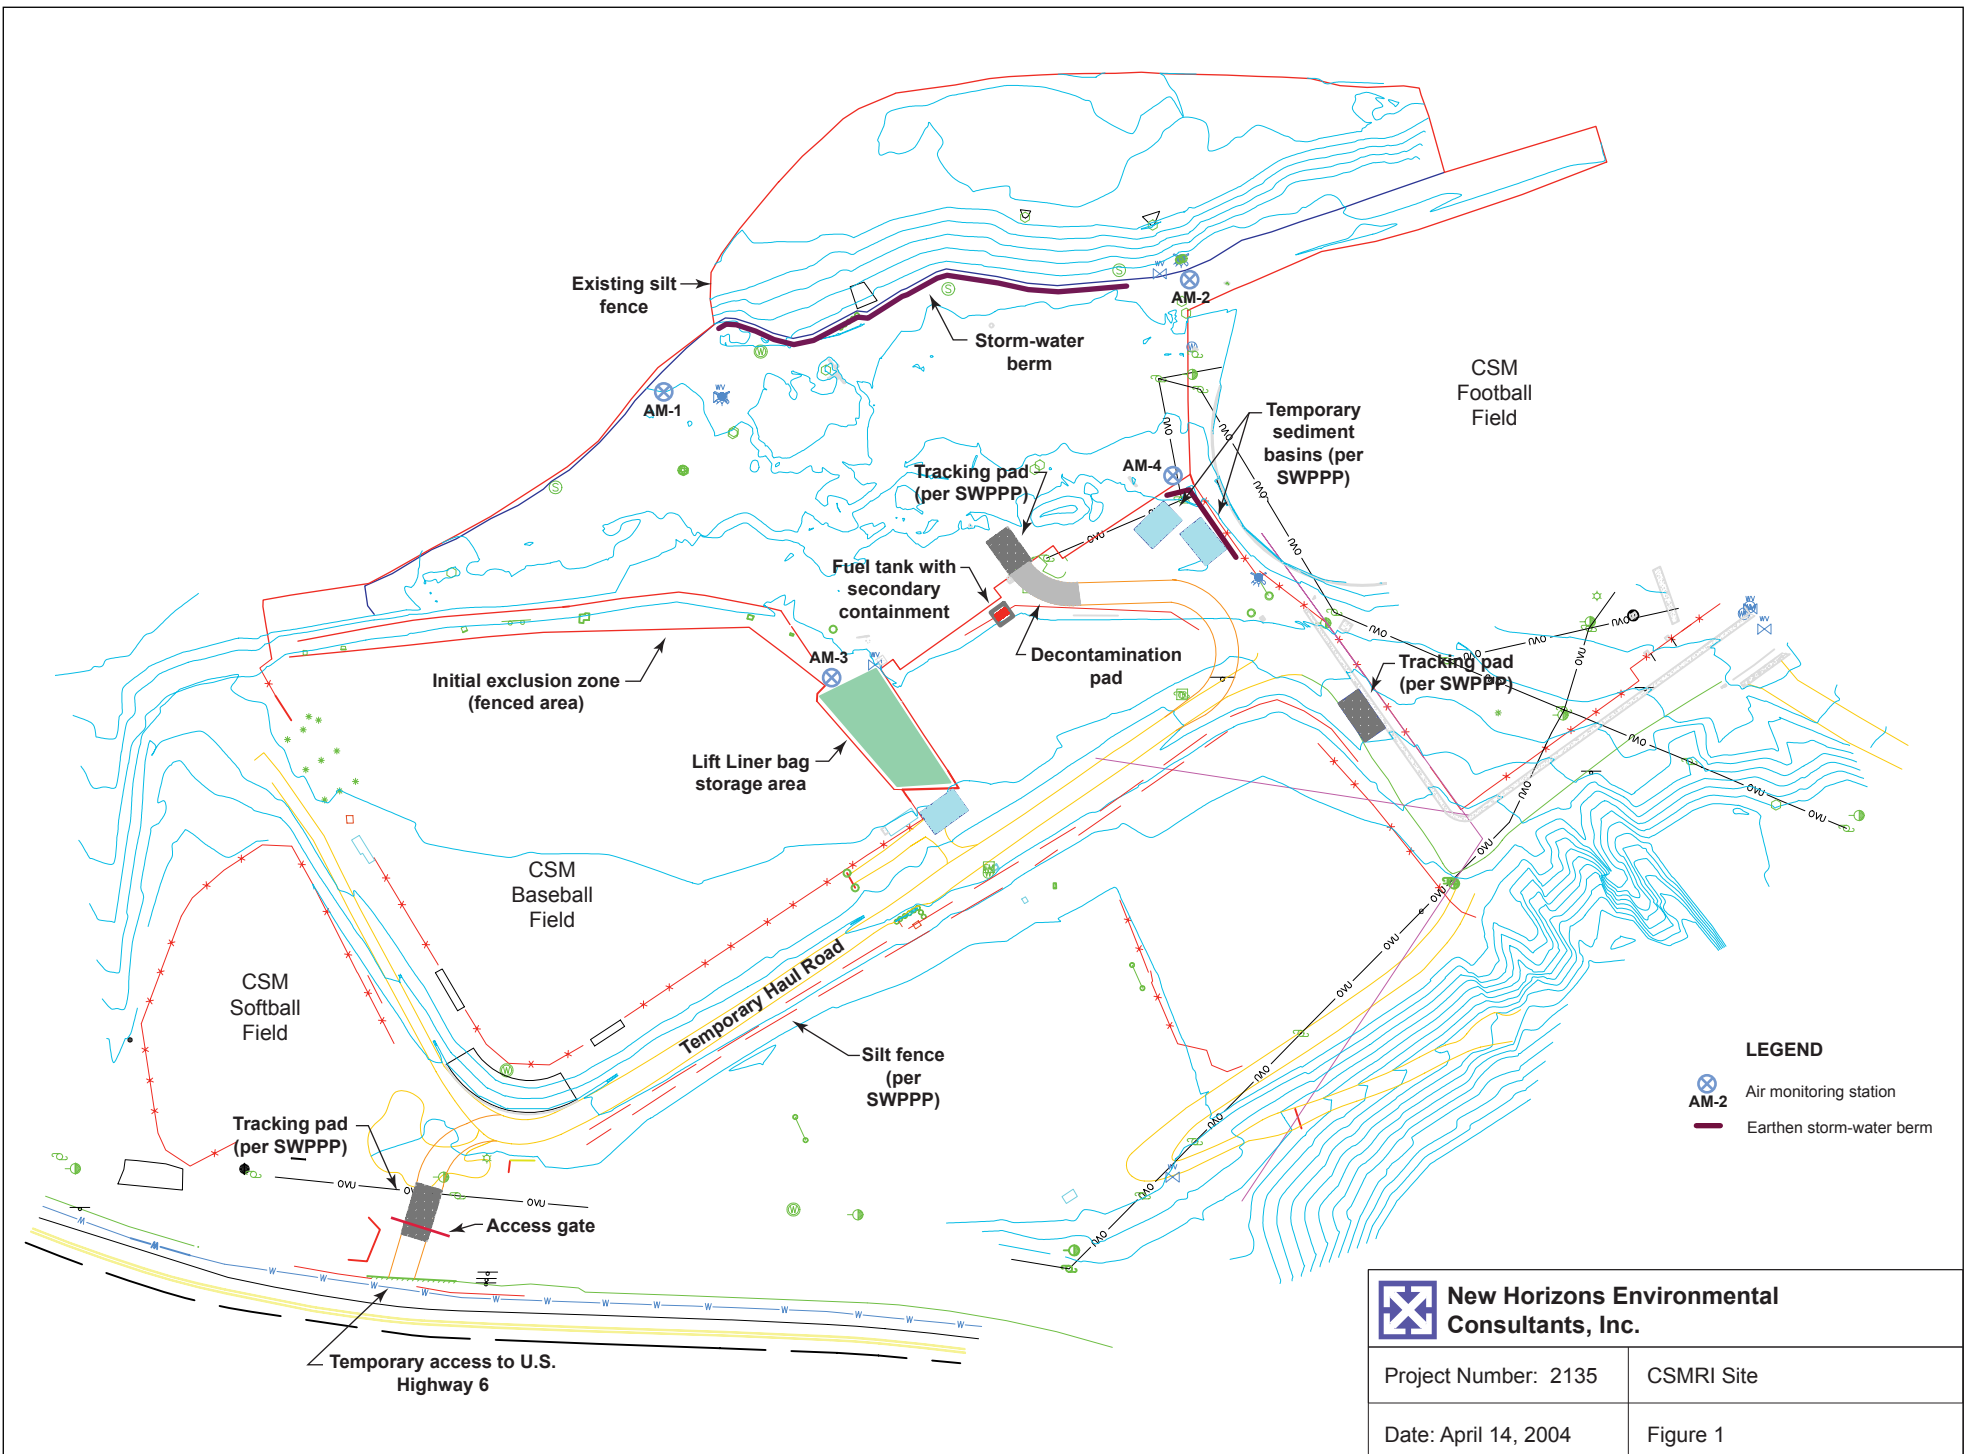 Existing silt
fence
Storm-water
berm
AM-2
AM-1
CSM
Football
Field
Temporary
sediment
basins (per
SWPPP)
AM-4
Tracking pad
(per SWPPP)
Fuel tank with
secondary
containment
Decontamination
pad
AM-3
Initial exclusion zone
(fenced area)
Tracking pad
(per SWPPP)
Lift Liner bag
storage area
CSM
Baseball
Field
CSM
Softball
Field
Temporary Haul Road
Silt fence
(per
SWPPP)
Tracking pad
(per SWPPP)
Access gate
Temporary access to U.S.
Highway 6
LEGEND
AM-2 Air monitoring station
Earthen storm-water berm
New Horizons Environmental
Consultants, Inc.
Project Number: 2135
CSMRI Site
Date: April 14, 2004
Figure 1